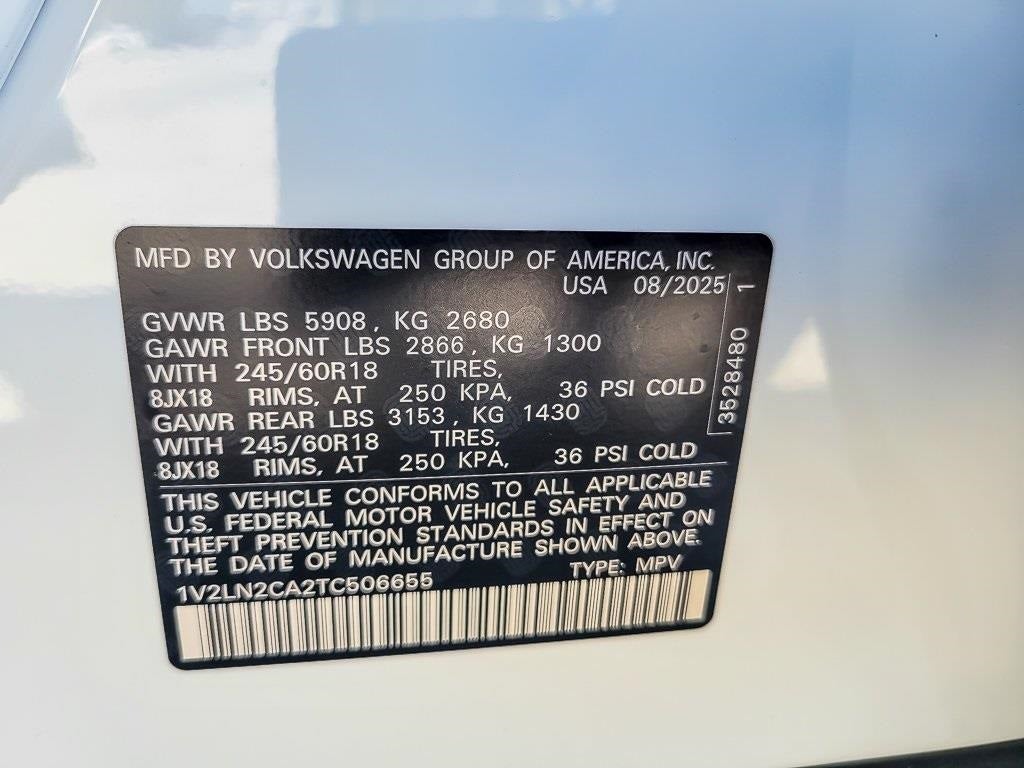 MFD BY VOLKSWAGEN GROUP OF AMERICA, INC.
USA 08/2025
GVWR LBS 5908, KG 2680
GAWR FRONT LBS 2866, KG 1300
WITH 245/60R18 TIRES,
8JX18 RIMS, AT 250 KPA, 36 PSI COLD
GAWR REAR LBS 3153, KG 1430
WITH 245/60R18 TIRES,
8JX18 RIMS, AT 250 KPA, 36 PSI COLD
3528480 1
THIS VEHICLE CONFORMS TO ALL APPLICABLE
U.S. FEDERAL MOTOR VEHICLE SAFETY AND
THEFT PREVENTION STANDARDS IN EFFECT ON
THE DATE OF MANUFACTURE SHOWN ABOVE.
TYPE: MPV
1V2LN2CA2TC506655